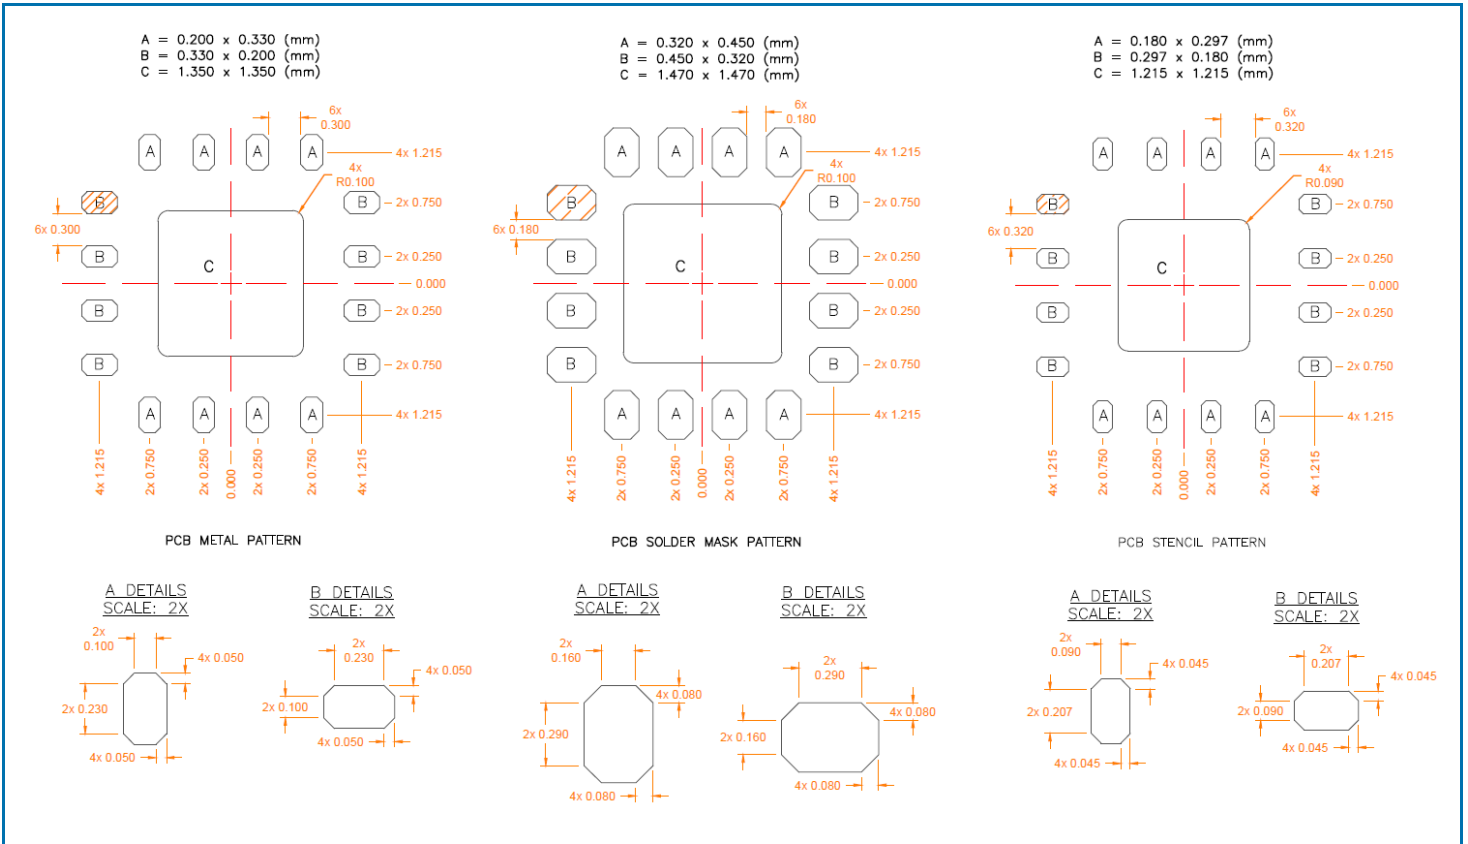 A = 0.200 x 0.330 (mm)
B = 0.330 x 0.200 (mm)
C = 1.350 x 1.350 (mm)
6x
0.300
A A A A
4x 1.215
4x
R0.100
B
B
2x 0.750
6x 0.300
B
B
2x 0.250
C
0.000
B
B
2x 0.250
B
B
2x 0.750
A A A A
4x 1.215
4x 1.215
2x 0.750
2x 0.250
0.000
2x 0.250
2x 0.750
4x 1.215
PCB METAL PATTERN
A = 0.320 x 0.450 (mm)
B = 0.450 x 0.320 (mm)
C = 1.470 x 1.470 (mm)
6x
0.180
A A A A
4x 1.215
4x
R0.100
B
B
2x 0.750
6x 0.180
B
B
2x 0.250
C
0.000
B
B
2x 0.250
B
B
2x 0.750
A A A A
4x 1.215
4x 1.215
2x 0.750
2x 0.250
0.000
2x 0.250
2x 0.750
4x 1.215
PCB SOLDER MASK PATTERN
A = 0.180 x 0.297 (mm)
B = 0.297 x 0.180 (mm)
C = 1.215 x 1.215 (mm)
6x
0.320
A A A A
4x 1.215
4x
R0.090
B
B
2x 0.750
6x 0.320
B
B
2x 0.250
C
0.000
B
B
2x 0.250
B
B
2x 0.750
A A A A
4x 1.215
4x 1.215
2x 0.750
2x 0.250
0.000
2x 0.250
2x 0.750
4x 1.215
PCB STENCIL PATTERN
A DETAILS
SCALE: 2X
2x
0.100
4x 0.050
2x 0.230
4x 0.050
B DETAILS
SCALE: 2X
2x
0.230
4x 0.050
2x 0.100
4x 0.050
A DETAILS
SCALE: 2X
2x
0.160
4x 0.080
2x 0.290
4x 0.080
B DETAILS
SCALE: 2X
2x
0.290
4x 0.080
2x 0.160
4x 0.080
A DETAILS
SCALE: 2X
2x
0.090
4x 0.045
2x 0.207
4x 0.045
B DETAILS
SCALE: 2X
2x
0.207
4x 0.045
2x 0.090
4x 0.045